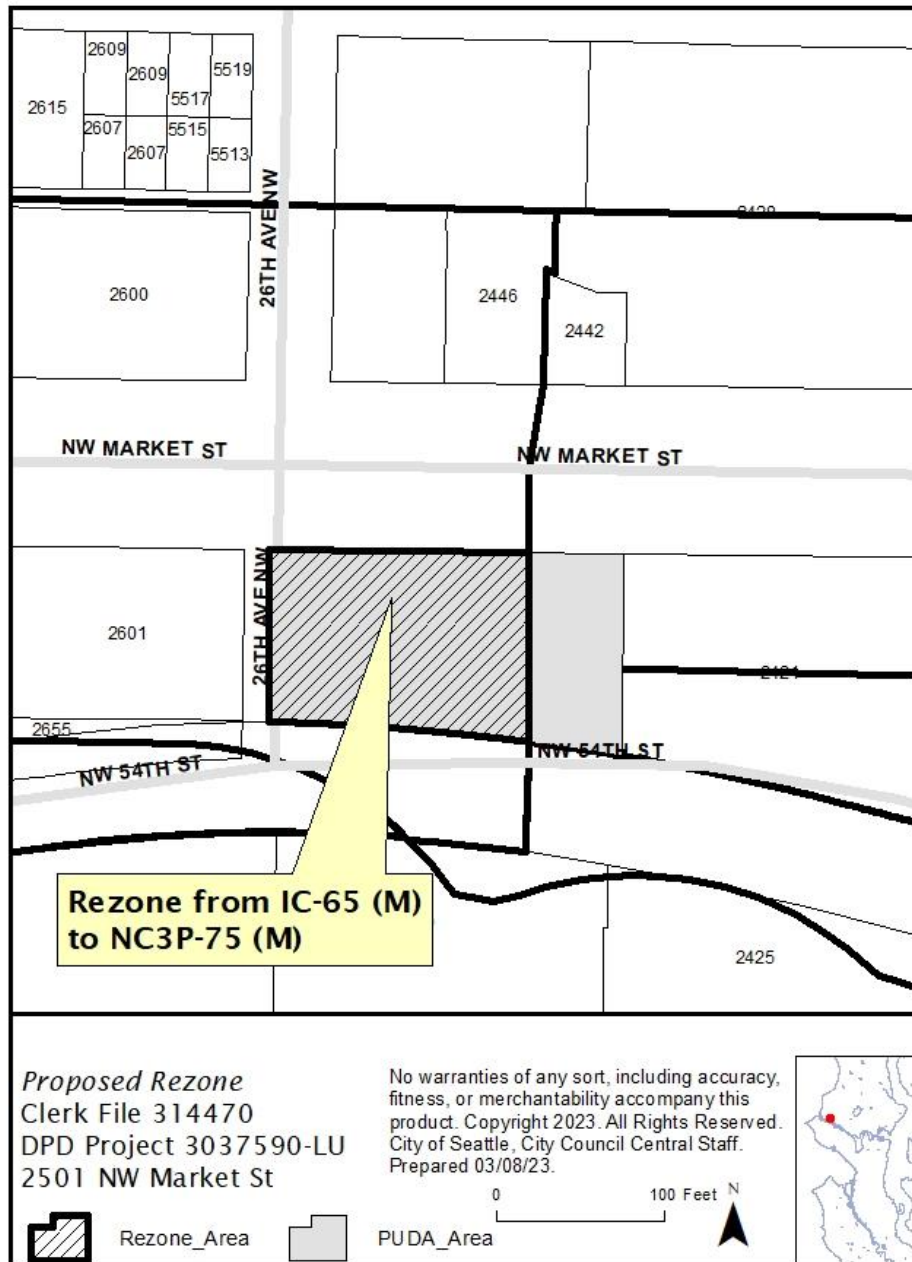 2609
2609
5519
2615
5517
2607
5515
2607
5513
26TH AVE NW
2600
2446
2442
NW MARKET ST
NW MARKET ST
26TH AVE NW
2601
2655
NW 54TH ST
NW 54TH ST
Rezone from IC-65 (M)
to NC3P-75 (M)
2425
Proposed Rezone
Clerk File 314470
DPD Project 3037590-LU
2501 NW Market St
No warranties of any sort, including accuracy,
fitness, or merchantability accompany this
product. Copyright 2023. All Rights Reserved.
City of Seattle, City Council Central Staff.
Prepared 03/08/23.
0 100 Feet
N
Rezone_Area
PUDA_Area